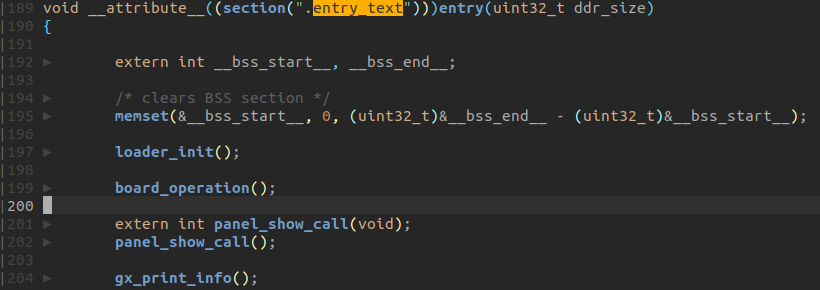 189 void __attribute__((section(".entry_text")))entry(uint32_t ddr_size)
190 {
191
192 extern int __bss_start__, __bss_end__;
193
194 /* clears BSS section */
195 memset(&__bss_start__, 0, (uint32_t)&__bss_end__ - (uint32_t)&__bss_start__);
196
197 loader_init();
198
199 board_operation();
200
201 extern int panel_show_call(void);
202 panel_show_call();
203
204 gx_print_info();